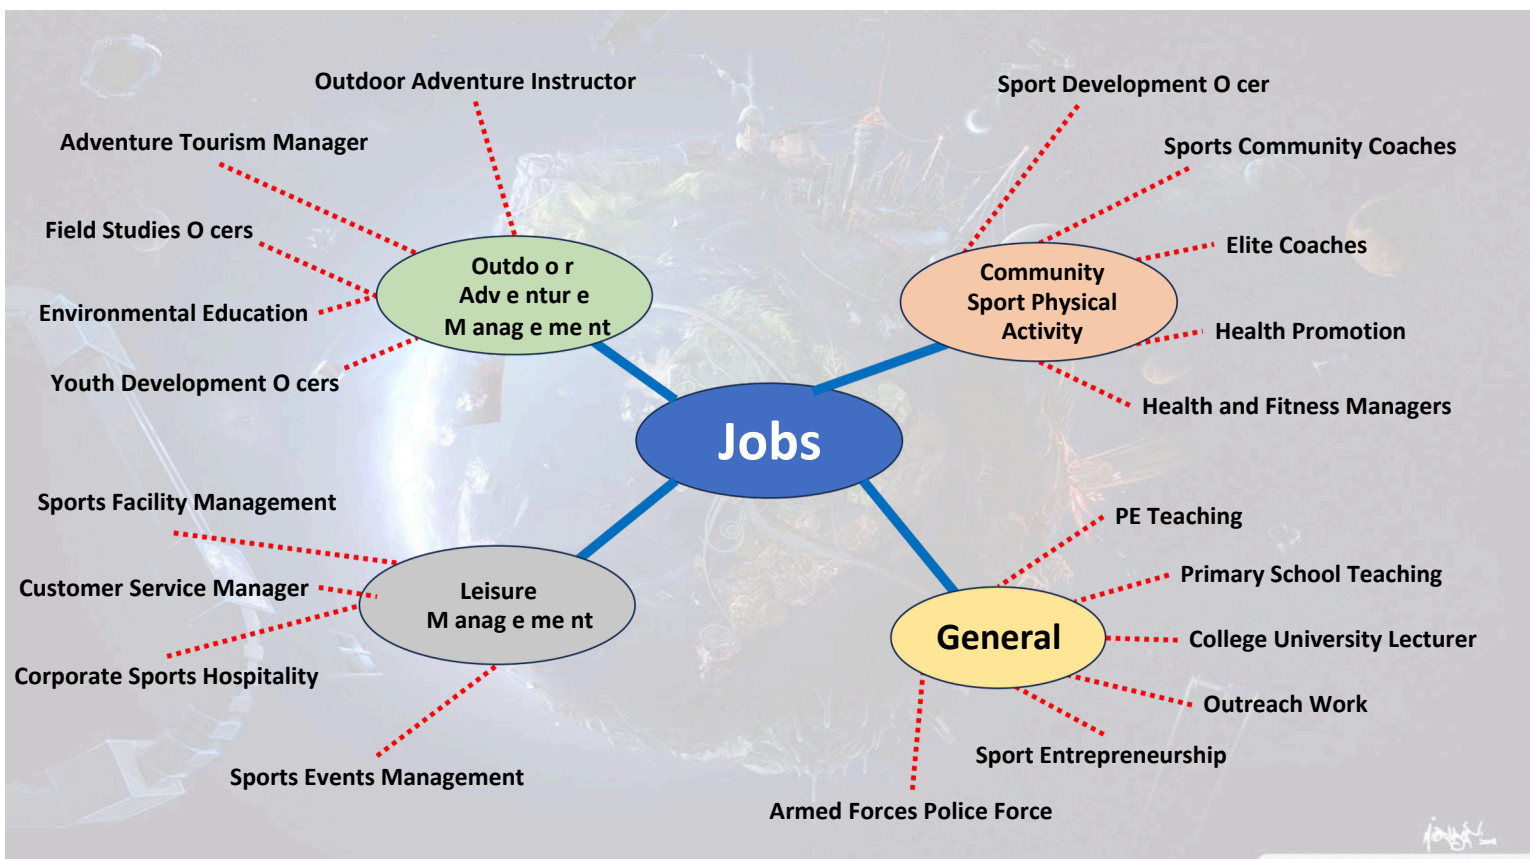 Outdoor Adventure Instructor
Adventure Tourism Manager
Field Studies O cers
Environmental Education
Youth Development O cers
Outdo o r
Adv e ntur e
M anag e me nt
Sport Development O cer
Sports Community Coaches
Elite Coaches
Health Promotion
Health and Fitness Managers
Community
Sport Physical
Activity
Jobs
Sports Facility Management
Customer Service Manager
Corporate Sports Hospitality
Sports Events Management
Leisure
M anag e me nt
PE Teaching
Primary School Teaching
College University Lecturer
Outreach Work
Sport Entrepreneurship
Armed Forces Police Force
General